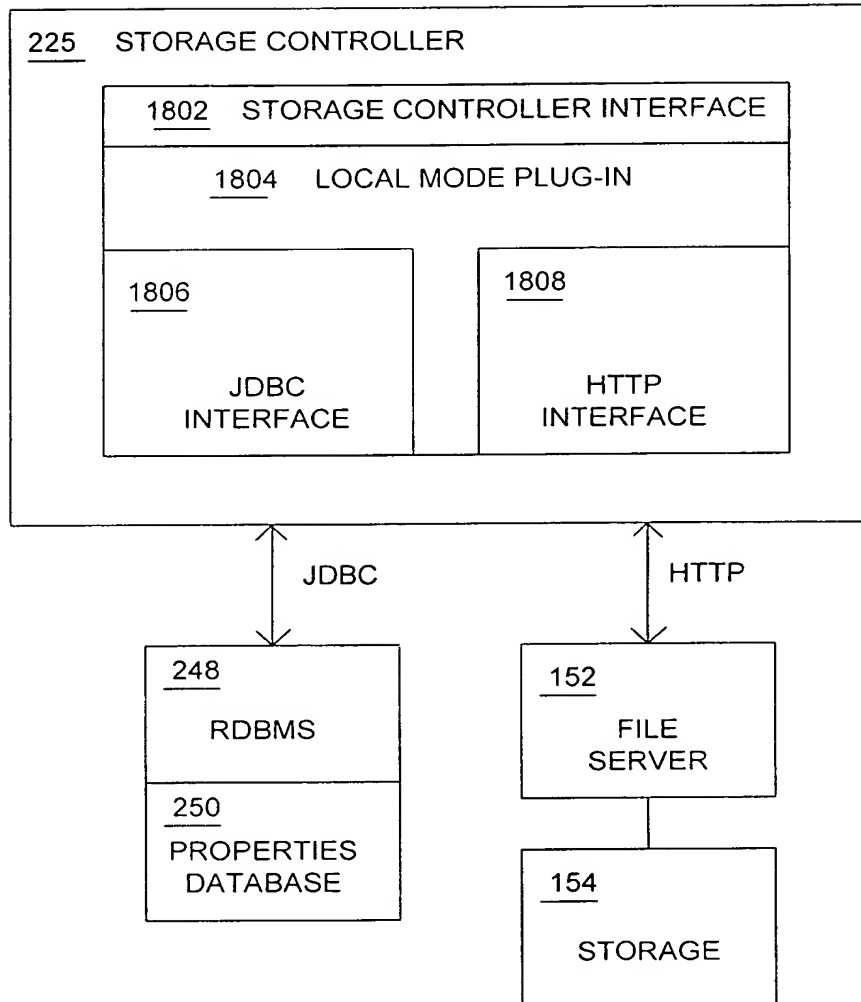 225 STORAGE CONTROLLER
1802 STORAGE CONTROLLER INTERFACE
1804 LOCAL MODE PLUG-IN
1806
JDBC
INTERFACE
1808
HTTP
INTERFACE
JDBC
HTTP
248
RDBMS
250
PROPERTIES
DATABASE
152
FILE
SERVER
154
STORAGE